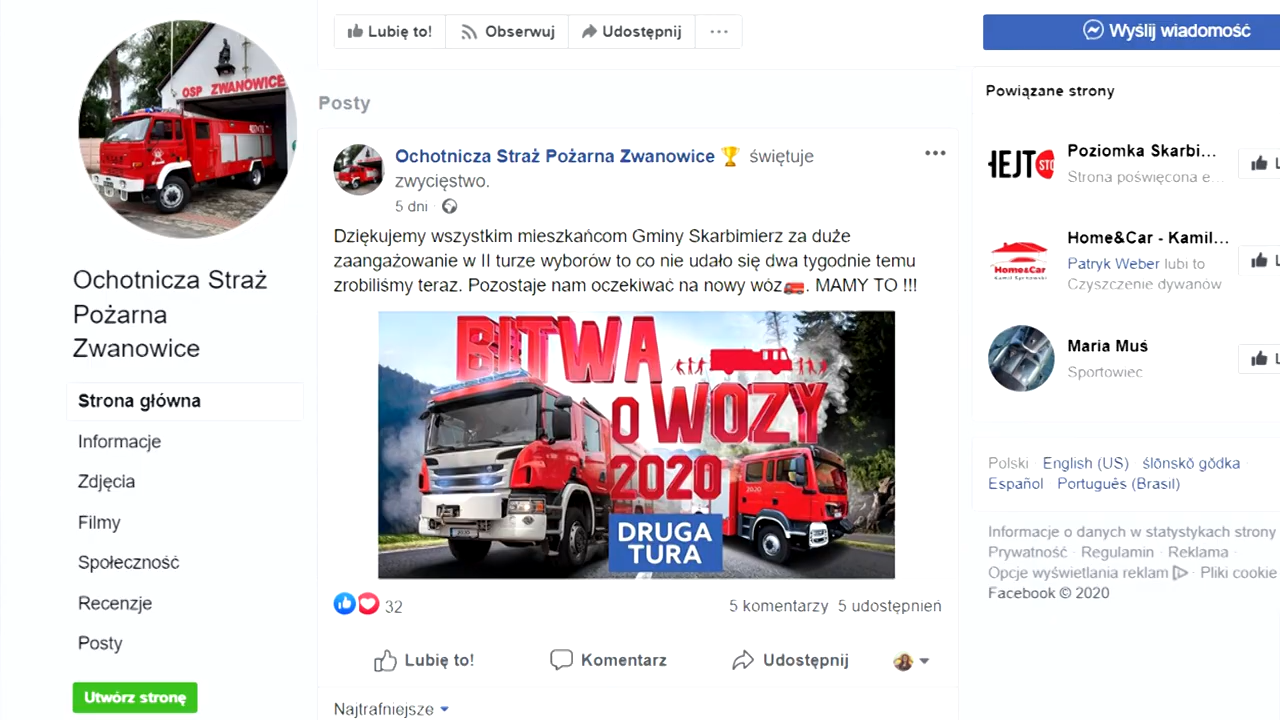 OSP ZWANOWICE
Ochotnicza Straż
Pożarna
Zwanowice
Strona główna
Informacje
Zdjęcia
Filmy
Społeczność
Recenzje
Posty
Utwórz stronę
Lubię to!
Obserwuj
Udostępnij
Posty
Ochotnicza Straż Pożarna Zwanowice 🏆 świętuje
zwycięstwo.
5 dni ·
Dziękujemy wszystkim mieszkańcom Gminy Skarbimierz za duże
zaangażowanie w II turze wyborów to co nie udało się dwa tygodnie temu
zrobiliśmy teraz. Pozostaje nam oczekiwać na nowy wóz🚒. MAMY TO !!!
BITWA
O WOZY
2020
DRUGA
TURA
2020
2020
32
5 komentarzy 5 udostępnień
Lubię to!
Komentarz
Udostępnij
Najtrafniejsze
Wyślij wiadomość
Powiązane strony
HEJT STO
Poziomka Skarbi...
Strona poświęcona e...
L
Home&Car
Home&Car - Kamil...
Patryk Weber lubi to
Czyszczenie dywanów
L
Maria Muś
Sportowiec
L
Polski · English (US) · ślōnskŏ gŏdka ·
Español · Português (Brasil)
Informacje o danych w statystykach strony
Prywatność · Regulamin · Reklama ·
Opcje wyświetlania reklam · Pliki cookie
Facebook © 2020